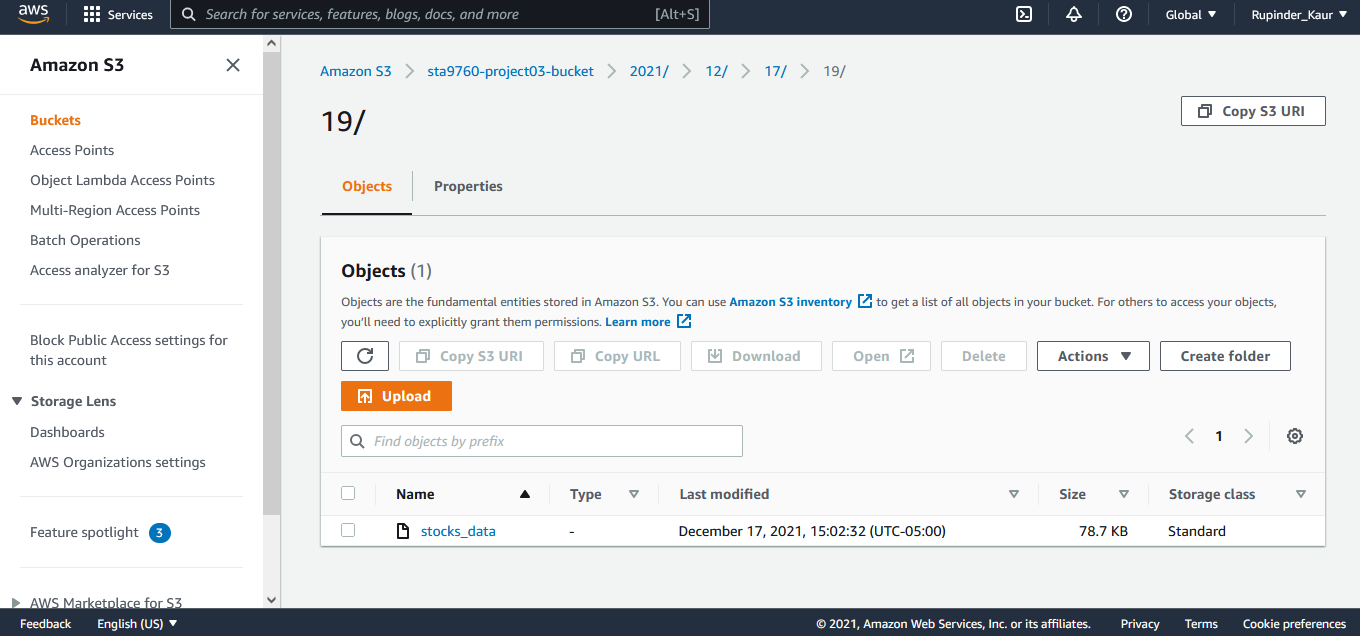 aws
Services
Search for services, features, blogs, docs, and more [Alt+S]
Global
Rupinder_Kaur
Amazon S3
Buckets
Access Points
Object Lambda Access Points
Multi-Region Access Points
Batch Operations
Access analyzer for S3
Block Public Access settings for
this account
Storage Lens
Dashboards
AWS Organizations settings
Feature spotlight 3
AWS Marketplace for S3
Amazon S3 > sta9760-project03-bucket > 2021/ > 12/ > 17/ > 19/
19/
Copy S3 URI
Objects Properties
Objects (1)
Objects are the fundamental entities stored in Amazon S3. You can use Amazon S3 inventory to get a list of all objects in your bucket. For others to access your objects,
you'll need to explicitly grant them permissions. Learn more
Copy S3 URI Copy URL Download Open Delete Actions Create folder
Upload
Find objects by prefix
1
Name Type Last modified Size Storage class
stocks_data - December 17, 2021, 15:02:32 (UTC-05:00) 78.7 KB Standard
Feedback English (US) © 2021, Amazon Web Services, Inc. or its affiliates. Privacy Terms Cookie preferences